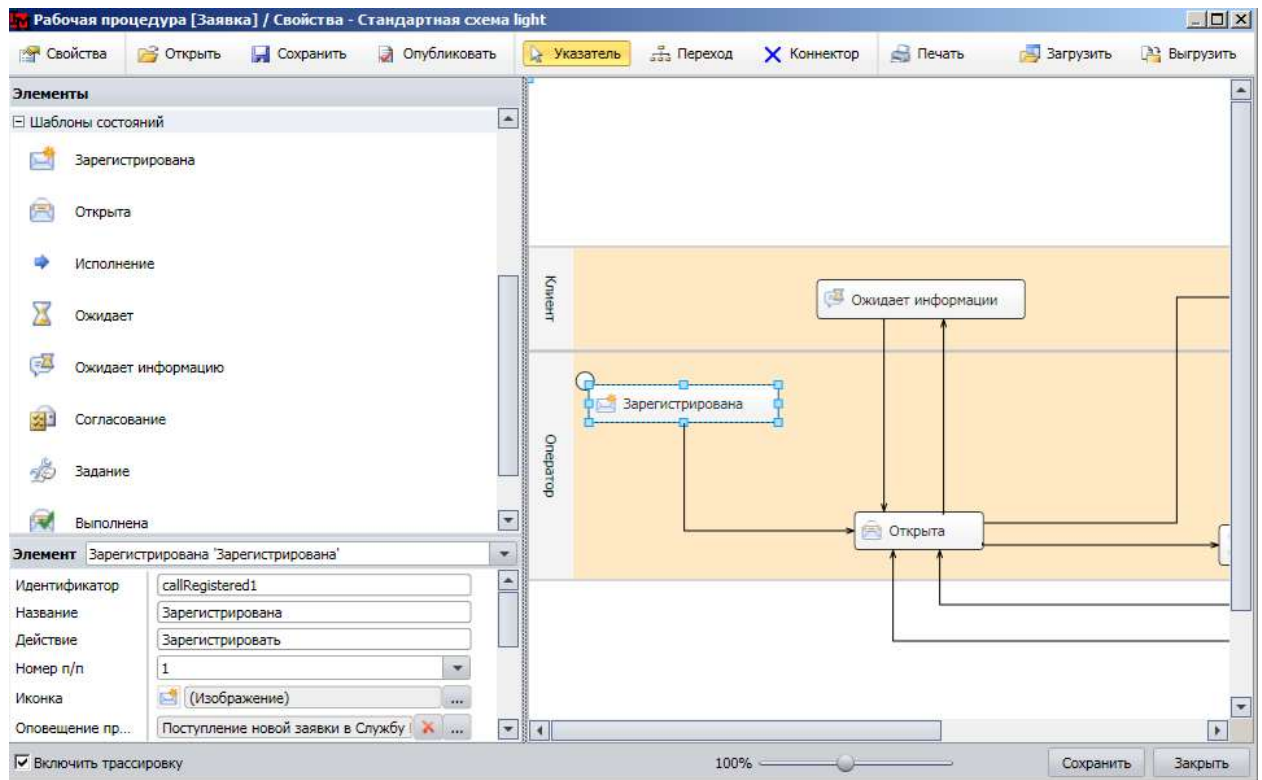 Рабочая процедура [Заявка] / Свойства - Стандартная схема light
Свойства Открыть Сохранить Опубликовать Указатель Переход Коннектор Печать Загрузить Выгрузить
Элементы
Шаблоны состояний
Зарегистрирована
Открыта
Исполнение
Ожидает
Ожидает информацию
Согласование
Задание
Выполнена
Элемент Зарегистрирована 'Зарегистрирована'
Идентификатор callRegistered1
Название Зарегистрирована
Действие Зарегистрировать
Номер п/п 1
Иконка (Изображение) ...
Оповещение пр... Поступление новой заявки в Службу ...
Клиент
Ожидает информации
Оператор
Зарегистрирована
Открыта
Включить трассировку 100% Сохранить Закрыть